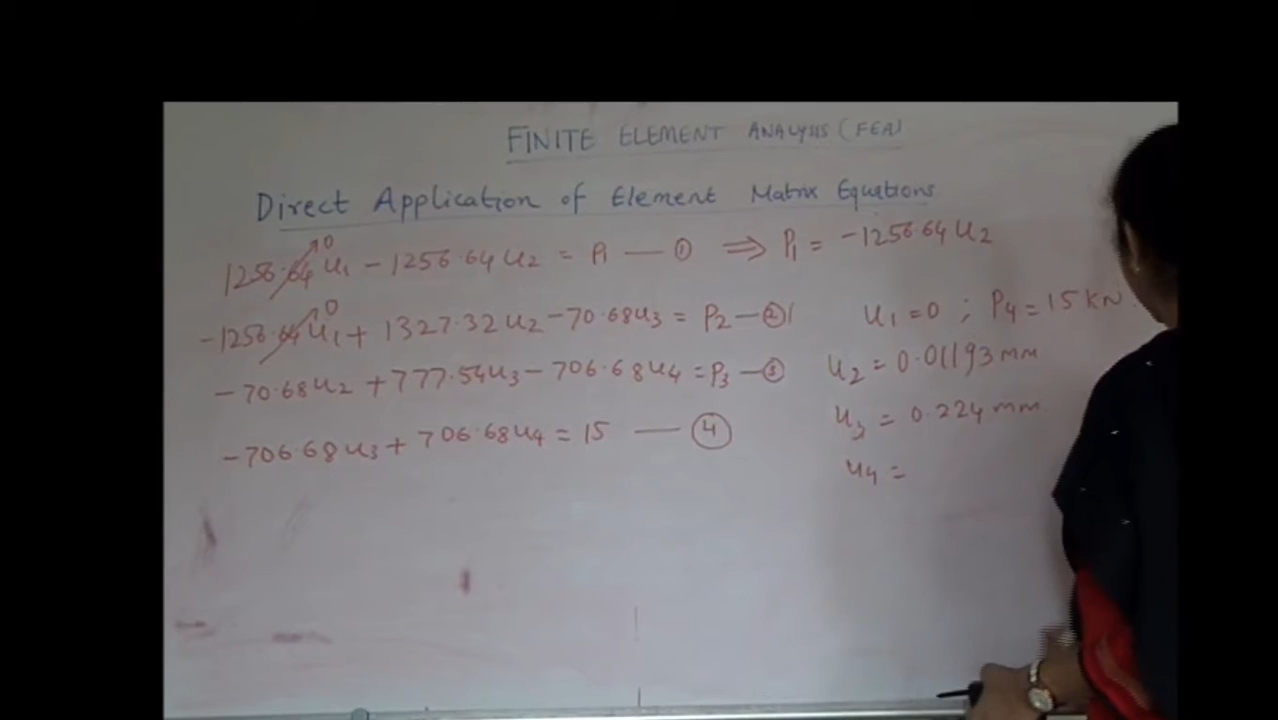 FINITE ELEMENT ANALYSIS (FEA)
Direct Application of Element Matrix Equations
1256.64 u₁ - 1256.64 u₂ = P₁ — ① ⟹ P₁ = -1256.64 u₂
0
-1256.64 u₁ + 1327.32 u₂ - 70.68 u₃ = P₂ — ②
0
u₁ = 0 ; P₄ = 15 kN
-70.68 u₂ + 777.54 u₃ - 706.68 u₄ = P₃ — ③
u₂ = 0.01193 mm
-706.68 u₃ + 706.68 u₄ = 15 — ④
u₃ = 0.224 mm
u₄ =